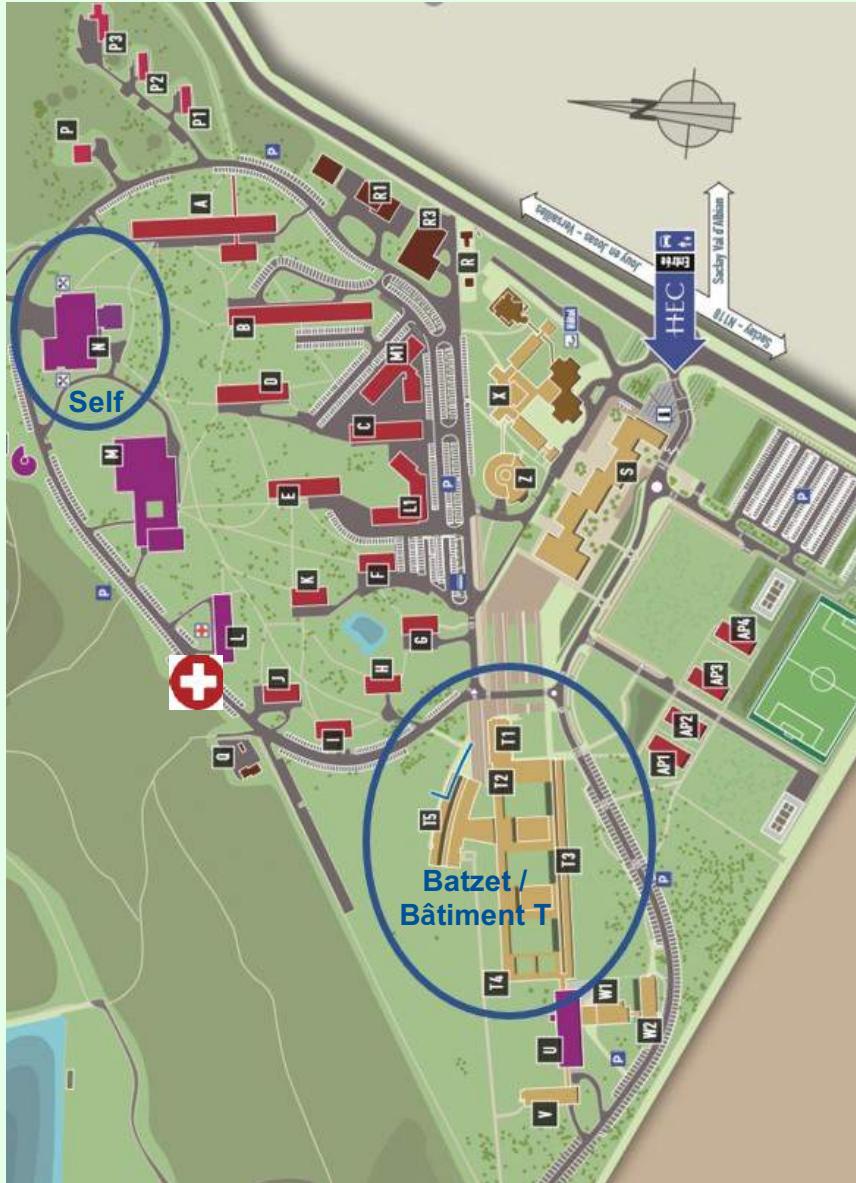 P3
P2
P1
P
P
A
R1
R3
R
N
Self
B
M1
D
C
M
X
Hôtel
Z
E
L1
P
K
F
G
L
J
H
I
Q
P
S
i
HEC
Entrée
Jouy en Josas - Versailles
Saclay Val d'Albian
Saclay - N118
P
AP4
AP3
AP2
AP1
T1
T2
T5
T3
Batzet /
Bâtiment T
T4
P
W1
W2
U
V
P